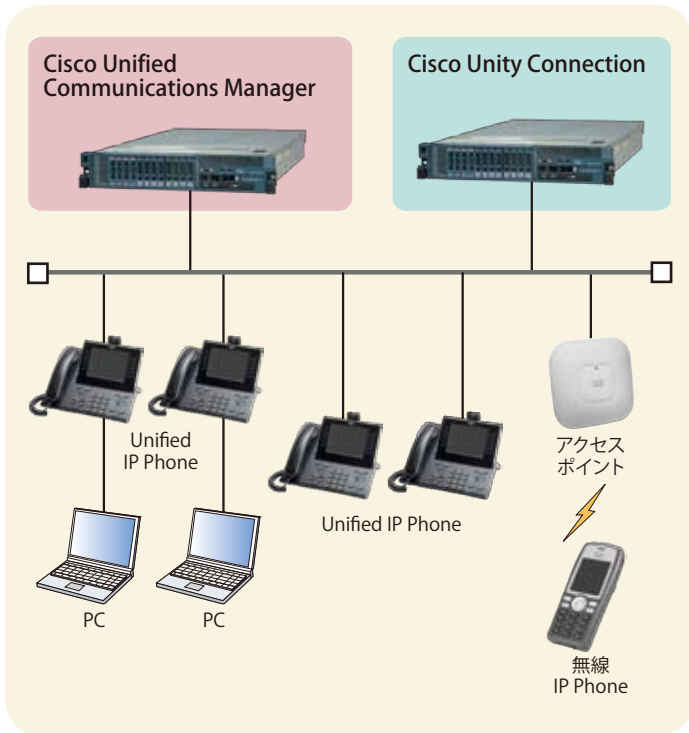 Cisco Unified
Communications Manager
Cisco Unity Connection
Unified
IP Phone
Unified IP Phone
アクセス
ポイント
PC
PC
無線
IP Phone